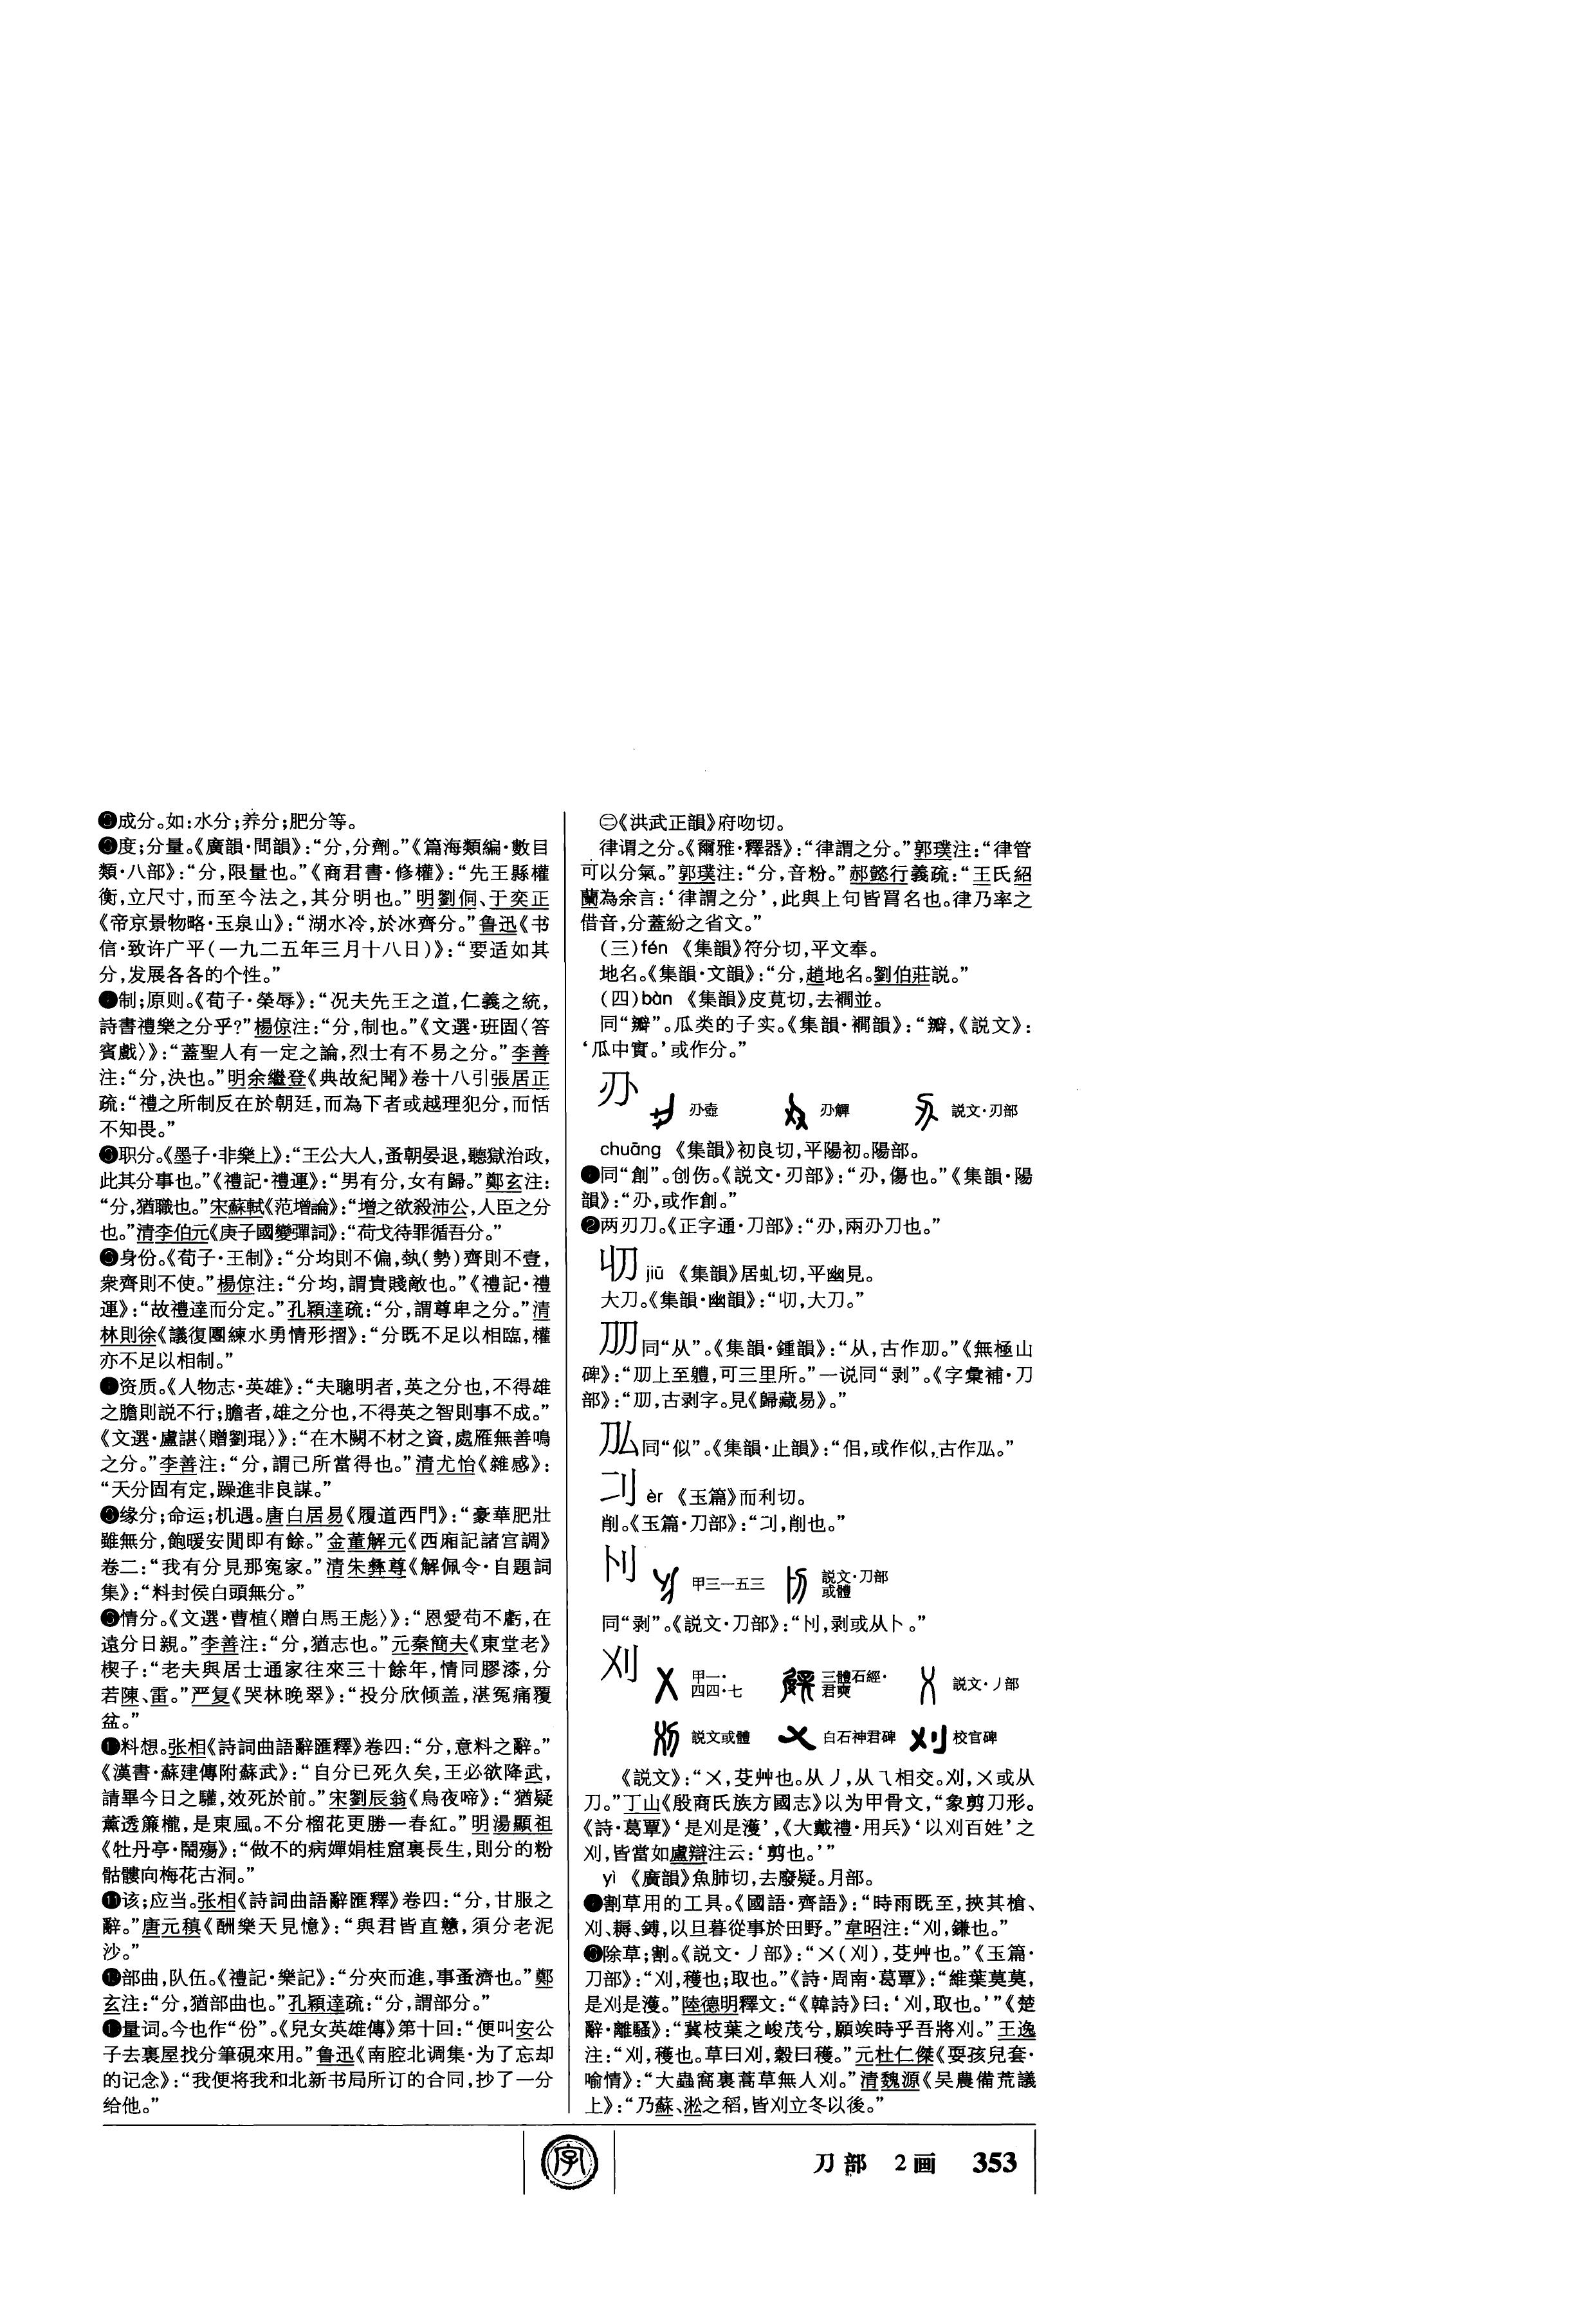 成分。如:水分;养分;肥分等。
度;分量。《廣韻·問韻》:“分,分劑。”《篇海類編·數目
類·八部》:“分,限量也。”《商君書·修權》:“先王縣權
衡,立尺寸,而至今法之,其分明也。”明劉侗、于奕正
《帝京景物略·玉泉山》:“湖水冷,於冰齊分。”鲁迅《书
信·致许广平(一九二五年三月十八日)》:“要适如其
分,发展各各的个性。”
制;原则。《荀子·榮辱》:“况夫先王之道,仁義之統,
詩書禮樂之分乎?”楊倞注:“分,制也。”《文選·班固〈答
賓戲〉》:“蓋聖人有一定之論,烈士有不易之分。”李善
注:“分,決也。”明余繼登《典故紀聞》卷十八引張居正
疏:“禮之所制反在於朝廷,而為下者或越理犯分,而恬
不知畏。”
职分。《墨子·非樂上》:“王公大人,蚤朝晏退,聽獄治政,
此其分事也。”《禮記·禮運》:“男有分,女有歸。”鄭玄注:
“分,猶職也。”宋蘇軾《范增論》:“增之欲殺沛公,人臣之分
也。”清李伯元《庚子國變彈詞》:“荷戈待罪循吾分。”
身份。《荀子·王制》:“分均則不偏,執(勢)齊則不壹,
衆齊則不使。”楊倞注:“分均,謂貴賤敵也。”《禮記·禮
運》:“故禮達而分定。”孔穎達疏:“分,謂尊卑之分。”清
林則徐《議復團練水勇情形摺》:“分既不足以相臨,權
亦不足以相制。”
资质。《人物志·英雄》:“夫聰明者,英之分也,不得雄
之膽則説不行;膽者,雄之分也,不得英之智則事不成。”
《文選·盧諶〈贈劉琨〉》:“在木闕不材之資,處雁無善鳴
之分。”李善注:“分,謂己所當得也。”清尤怡《雜感》:
“天分固有定,躁進非良謀。”
缘分;命运;机遇。唐白居易《履道西門》:“豪華肥壯
雖無分,飽暖安閒即有餘。”金董解元《西廂記諸宫調》
卷二:“我有分見那寃家。”清朱彝尊《解佩令·自題詞
集》:“料封侯白頭無分。”
情分。《文選·曹植〈贈白馬王彪〉》:“恩愛苟不虧,在
遠分日親。”李善注:“分,猶志也。”元秦簡夫《東堂老》
楔子:“老夫與居士通家往來三十餘年,情同膠漆,分
若陳、雷。”严复《哭林晚翠》:“投分欣倾盖,湛冤痛覆
盆。”
料想。张相《詩詞曲語辭匯釋》卷四:“分,意料之辭。”
《漢書·蘇建傳附蘇武》:“自分已死久矣,王必欲降武,
請畢今日之驩,效死於前。”宋劉辰翁《烏夜啼》:“猶疑
薰透簾櫳,是東風。不分榴花更勝一春紅。”明湯顯祖
《牡丹亭·鬧殤》:“做不的病嬋娟桂窟裏長生,則分的粉
骷髏向梅花古洞。”
⓫该;应当。张相《詩詞曲語辭匯釋》卷四:“分,甘服之
辭。”唐元稹《酬樂天見憶》:“與君皆直戇,須分老泥
沙。”
部曲,队伍。《禮記·樂記》:“分夾而進,事蚤濟也。”鄭
玄注:“分,猶部曲也。”孔穎達疏:“分,謂部分。”
量词。今也作“份”。《兒女英雄傳》第十回:“便叫安公
子去裏屋找分筆硯來用。”鲁迅《南腔北调集·为了忘却
的记念》:“我便将我和北新书局所订的合同,抄了一分
给他。”
㊁《洪武正韻》府吻切。
律谓之分。《爾雅·釋器》:“律謂之分。”郭璞注:“律管
可以分氣。”郭璞注:“分,音粉。”郝懿行義疏:“王氏紹
蘭為余言:‘律謂之分’,此與上句皆罥名也。律乃率之
借音,分蓋紛之省文。”
(三)fén 《集韻》符分切,平文奉。
地名。《集韻·文韻》:“分,趙地名。劉伯莊説。”
(四)bàn 《集韻》皮莧切,去襇並。
同“瓣”。瓜类的子实。《集韻·襇韻》:“瓣,《説文》:
‘瓜中實。’或作分。”
刅 刅壺 刅觶 説文·刃部
chuāng 《集韻》初良切,平陽初。陽部。
同“創”。创伤。《説文·刃部》:“刅,傷也。”《集韻·陽
韻》:“刅,或作創。”
❷两刃刀。《正字通·刀部》:“刅,兩刅刀也。”
㓛 jiū 《集韻》居虬切,平幽見。
大刀。《集韻·幽韻》:“㓛,大刀。”
刕同“从”。《集韻·鍾韻》:“从,古作刕。”《無極山
碑》:“刕上至軆,可三里所。”一说同“剥”。《字彙補·刀
部》:“刕,古剥字。見《歸藏易》。”
同“似”。《集韻·止韻》:“佀,或作似,古作。”
刁 èr 《玉篇》而利切。
削。《玉篇·刀部》:“,削也。”
刂 甲三一五三 説文·刀部
或體
同“剥”。《説文·刀部》:“,剥或从卜。”
刈 甲一·
四四·七 三體石經·
君奭 説文·丿部
説文或體 白石神君碑 校官碑
《説文》:“乂,芟艸也。从丿,从乁相交。刈,乂或从
刀。”丁山《殷商氏族方國志》以为甲骨文,“象剪刀形。
《詩·葛覃》‘是刈是濩’,《大戴禮·用兵》‘以刈百姓’之
刈,皆當如盧辯注云:‘剪也。’”
yì 《廣韻》魚肺切,去廢疑。月部。
割草用的工具。《國語·齊語》:“時雨既至,挾其槍、
刈、耨、鎛,以旦暮從事於田野。”韋昭注:“刈,鎌也。”
除草;割。《説文·丿部》:“乂(刈),芟艸也。”《玉篇·
刀部》:“刈,穫也;取也。”《詩·周南·葛覃》:“維葉莫莫,
是刈是濩。”陸德明釋文:“《韓詩》曰:‘刈,取也。’”《楚
辭·離騷》:“冀枝葉之峻茂兮,願竢時乎吾將刈。”王逸
注:“刈,穫也。草曰刈,穀曰穫。”元杜仁傑《耍孩兒套·
喻情》:“大蟲窩裏蒿草無人刈。”清魏源《吴農備荒議
上》:“乃蘇、淞之稻,皆刈立冬以後。”
字
刀部 2画 353